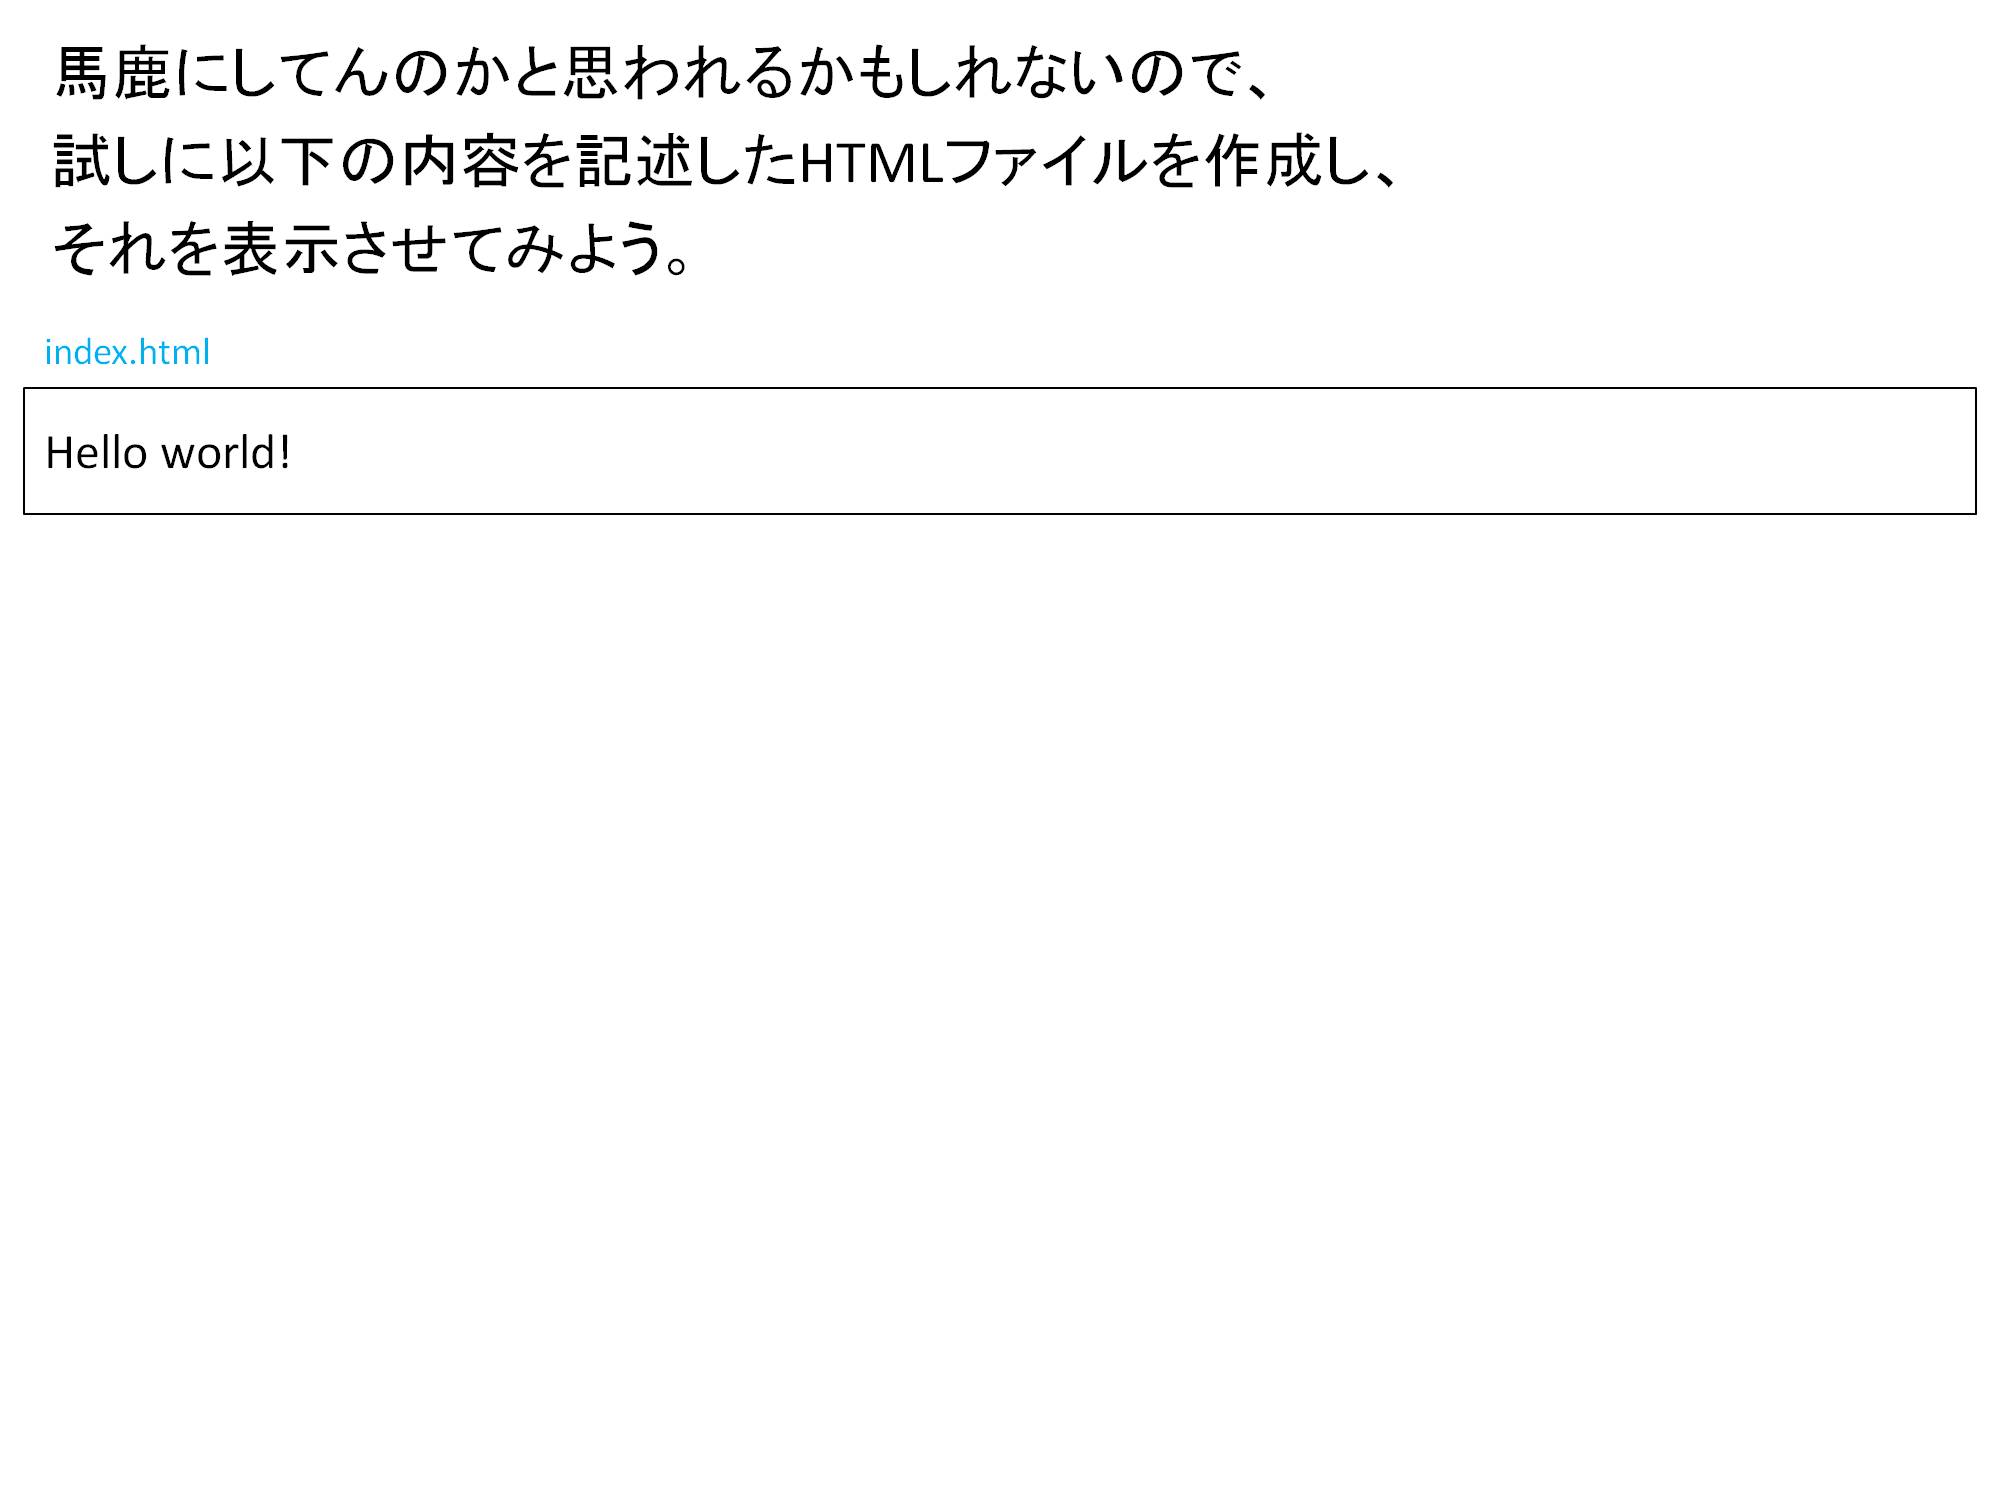 馬鹿にしてんのかと思われるかもしれないので、
試しに以下の内容を記述したHTMLファイルを作成し、
それを表示させてみよう。
index.html
Hello world!